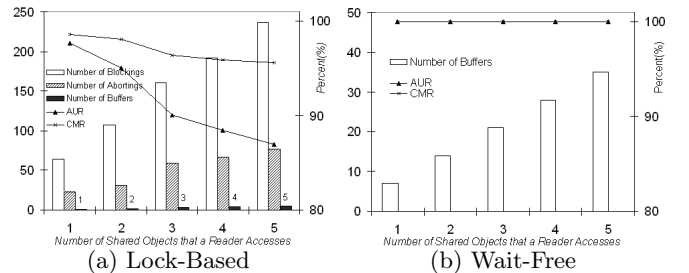 250
200
150
100
50
0
Number of Blockings
Number of Abortings
Number of Buffers
AUR
CMR
1
2
3
4
5
100
90
80
Percent(%)
1 2 3 4 5
Number of Shared Objects that a Reader Accesses
(a) Lock-Based
50
40
30
20
10
0
Number of Buffers
AUR
CMR
100
90
80
Percent(%)
1 2 3 4 5
Number of Shared Objects that a Reader Accesses
(b) Wait-Free